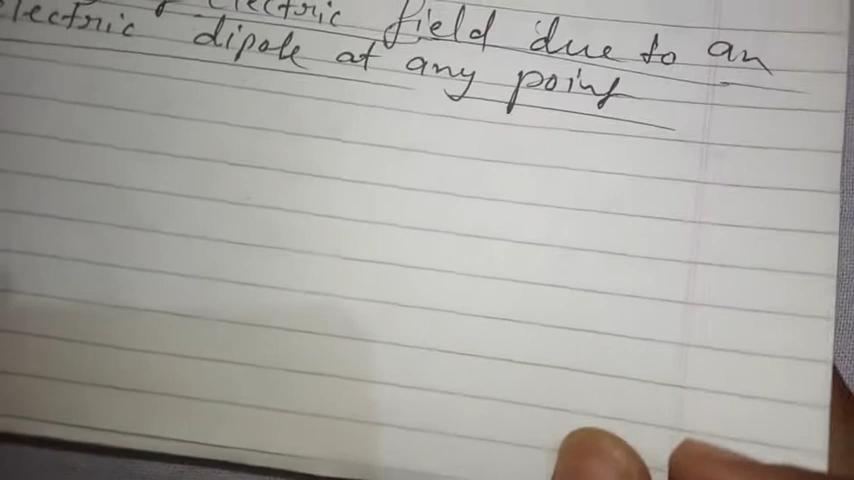 Electric field due to an
electric dipole at any point